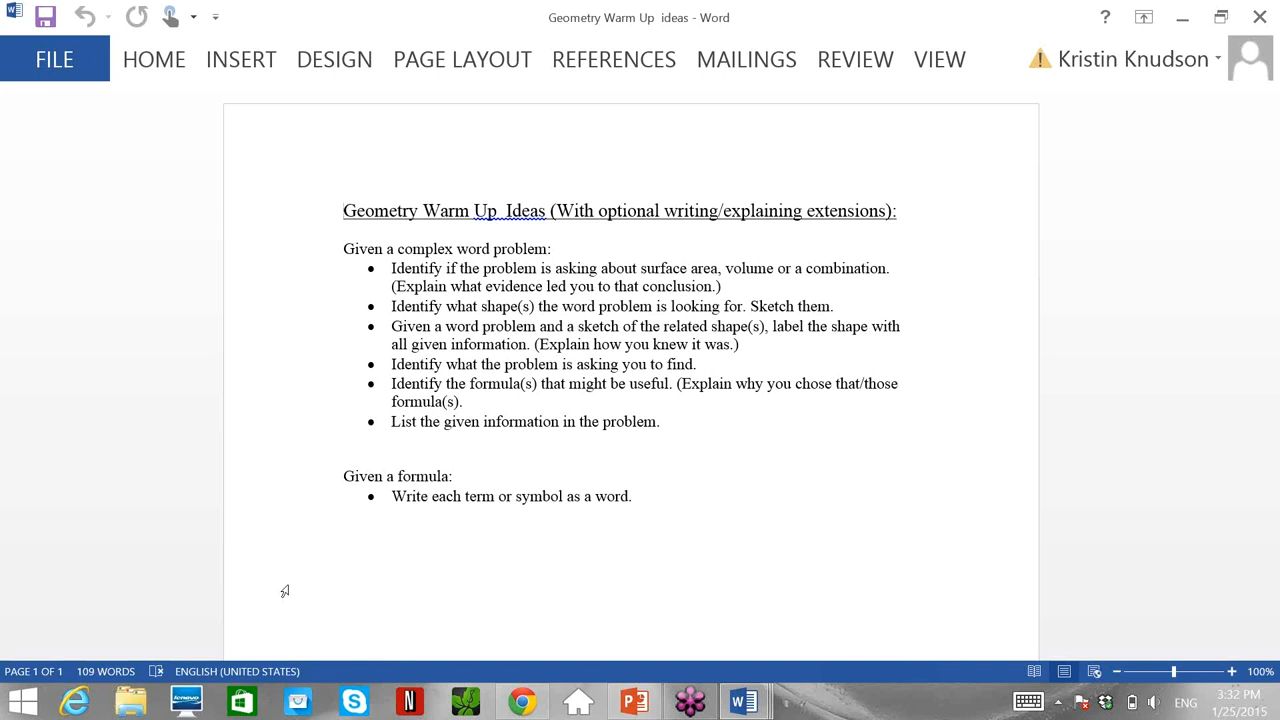 Geometry Warm Up  ideas - Word
?
FILE HOME INSERT DESIGN PAGE LAYOUT REFERENCES MAILINGS REVIEW VIEW Kristin Knudson
Geometry Warm Up  Ideas (With optional writing/explaining extensions):
Given a complex word problem:
• Identify if the problem is asking about surface area, volume or a combination.
(Explain what evidence led you to that conclusion.)
• Identify what shape(s) the word problem is looking for. Sketch them.
• Given a word problem and a sketch of the related shape(s), label the shape with
all given information. (Explain how you knew it was.)
• Identify what the problem is asking you to find.
• Identify the formula(s) that might be useful. (Explain why you chose that/those
formula(s).
• List the given information in the problem.
Given a formula:
• Write each term or symbol as a word.
PAGE 1 OF 1 109 WORDS ENGLISH (UNITED STATES) 100%
lenovo
ENG
3:32 PM
1/25/2015